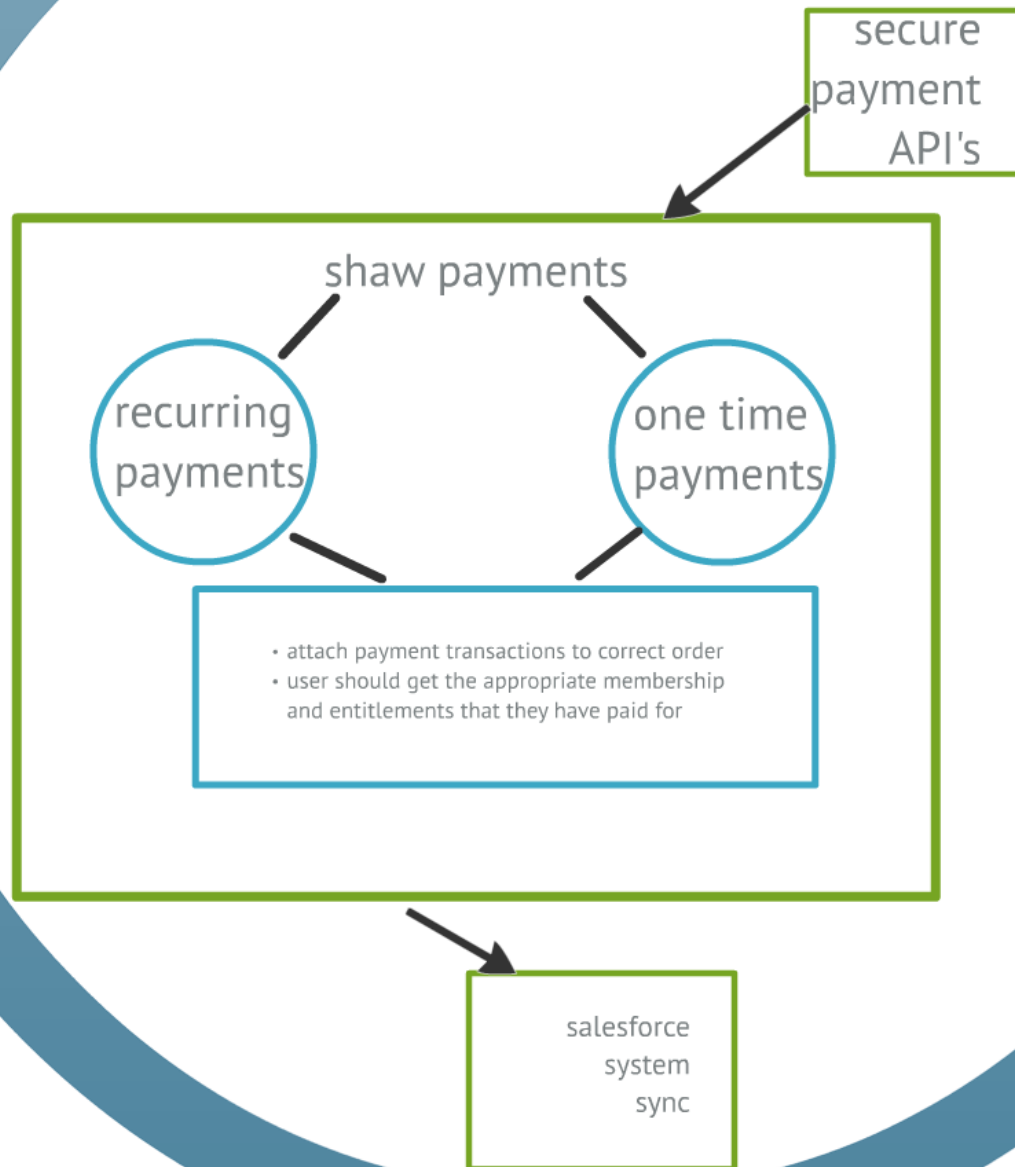 secure
payment
API's
shaw payments
recurring
payments
one time
payments
• attach payment transactions to correct order
• user should get the appropriate membership
and entitlements that they have paid for
salesforce
system
sync